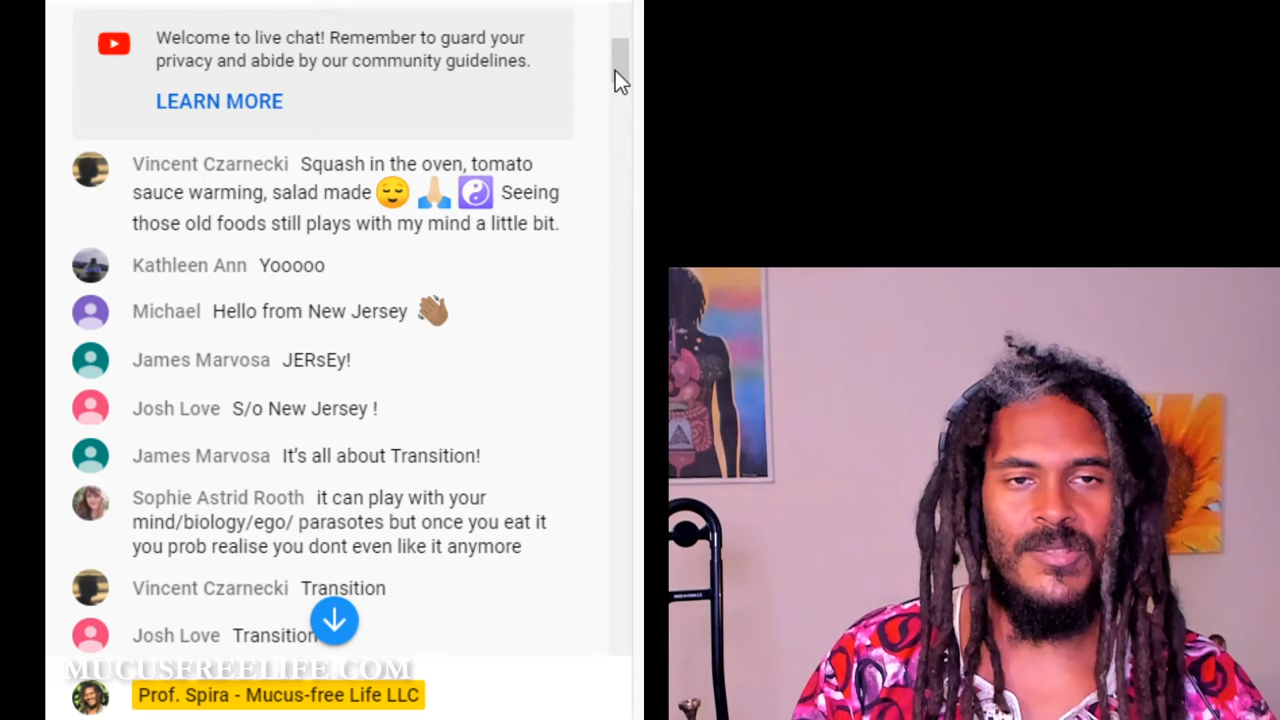 Welcome to live chat! Remember to guard your
privacy and abide by our community guidelines.
LEARN MORE
Vincent Czarnecki Squash in the oven, tomato
sauce warming, salad made 😌 🙏🏼 ☯️ Seeing
those old foods still plays with my mind a little bit.
Kathleen Ann Yooooo
Michael Hello from New Jersey 👋🏽
James Marvosa JERsEy!
Josh Love S/o New Jersey !
James Marvosa It's all about Transition!
Sophie Astrid Rooth it can play with your
mind/biology/ego/ parasotes but once you eat it
you prob realise you dont even like it anymore
Vincent Czarnecki Transition
Josh Love Transition
MUCUSFREELIFE.COM
Prof. Spira - Mucus-free Life LLC